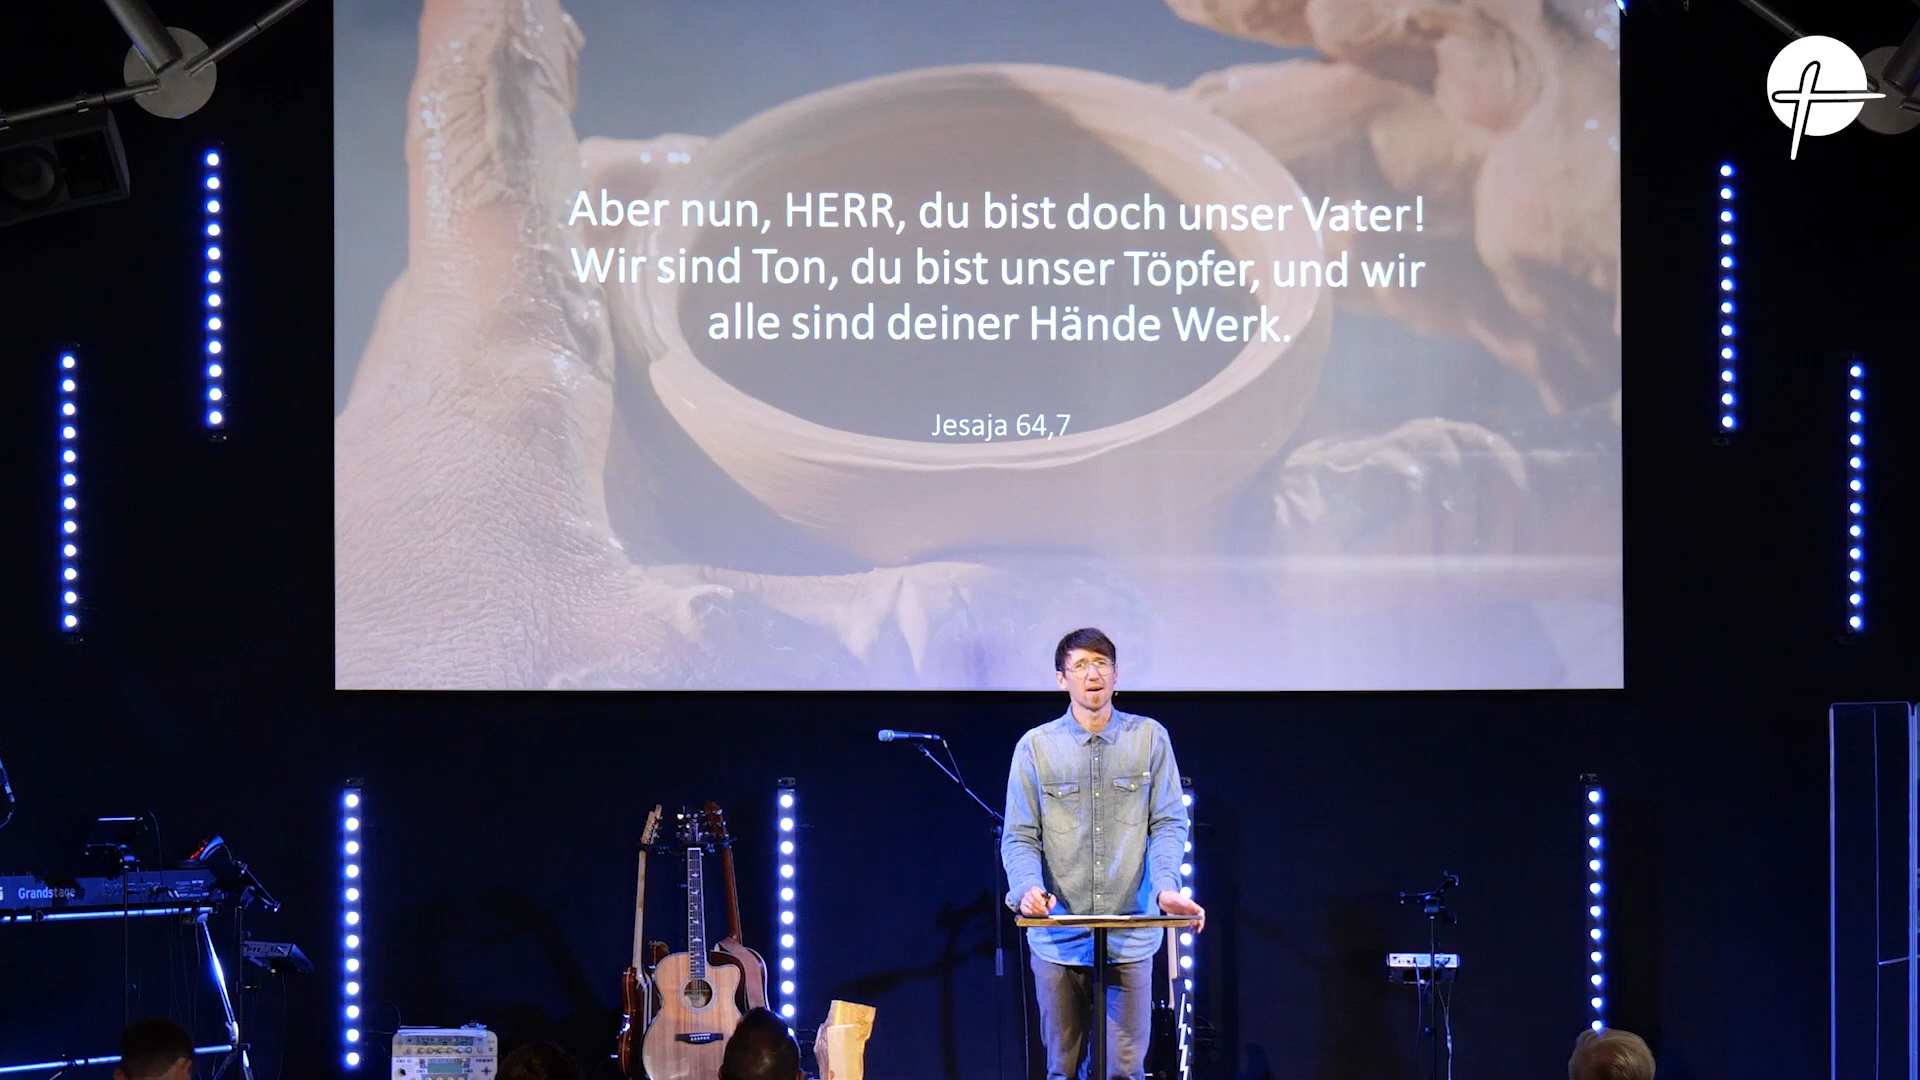 Aber nun, HERR, du bist doch unser Vater!
Wir sind Ton, du bist unser Töpfer, und wir
alle sind deiner Hände Werk.
Jesaja 64,7
Grandstage